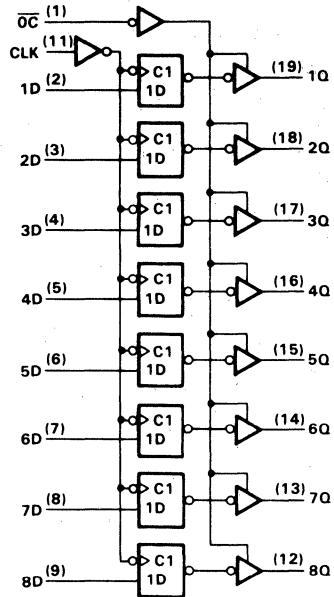 OC (1)
CLK (11)
C1 (19) 1Q
1D (2) 1D
C1 (18) 2Q
2D (3) 1D
C1 (17) 3Q
3D (4) 1D
C1 (16) 4Q
4D (5) 1D
C1 (15) 5Q
5D (6) 1D
C1 (14) 6Q
6D (7) 1D
C1 (13) 7Q
7D (8) 1D
C1 (12) 8Q
8D (9) 1D